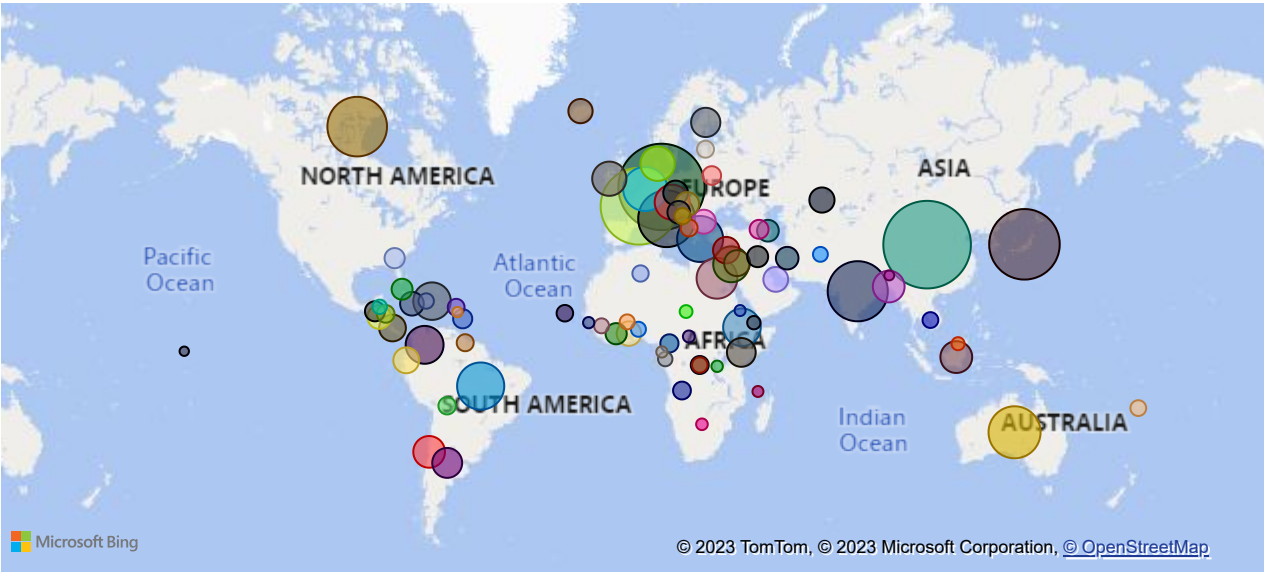 NORTH AMERICA
EUROPE
ASIA
Pacific
Ocean
Atlantic
Ocean
AFRICA
SOUTH AMERICA
Indian
Ocean
AUSTRALIA
Microsoft Bing
© 2023 TomTom, © 2023 Microsoft Corporation, © OpenStreetMap